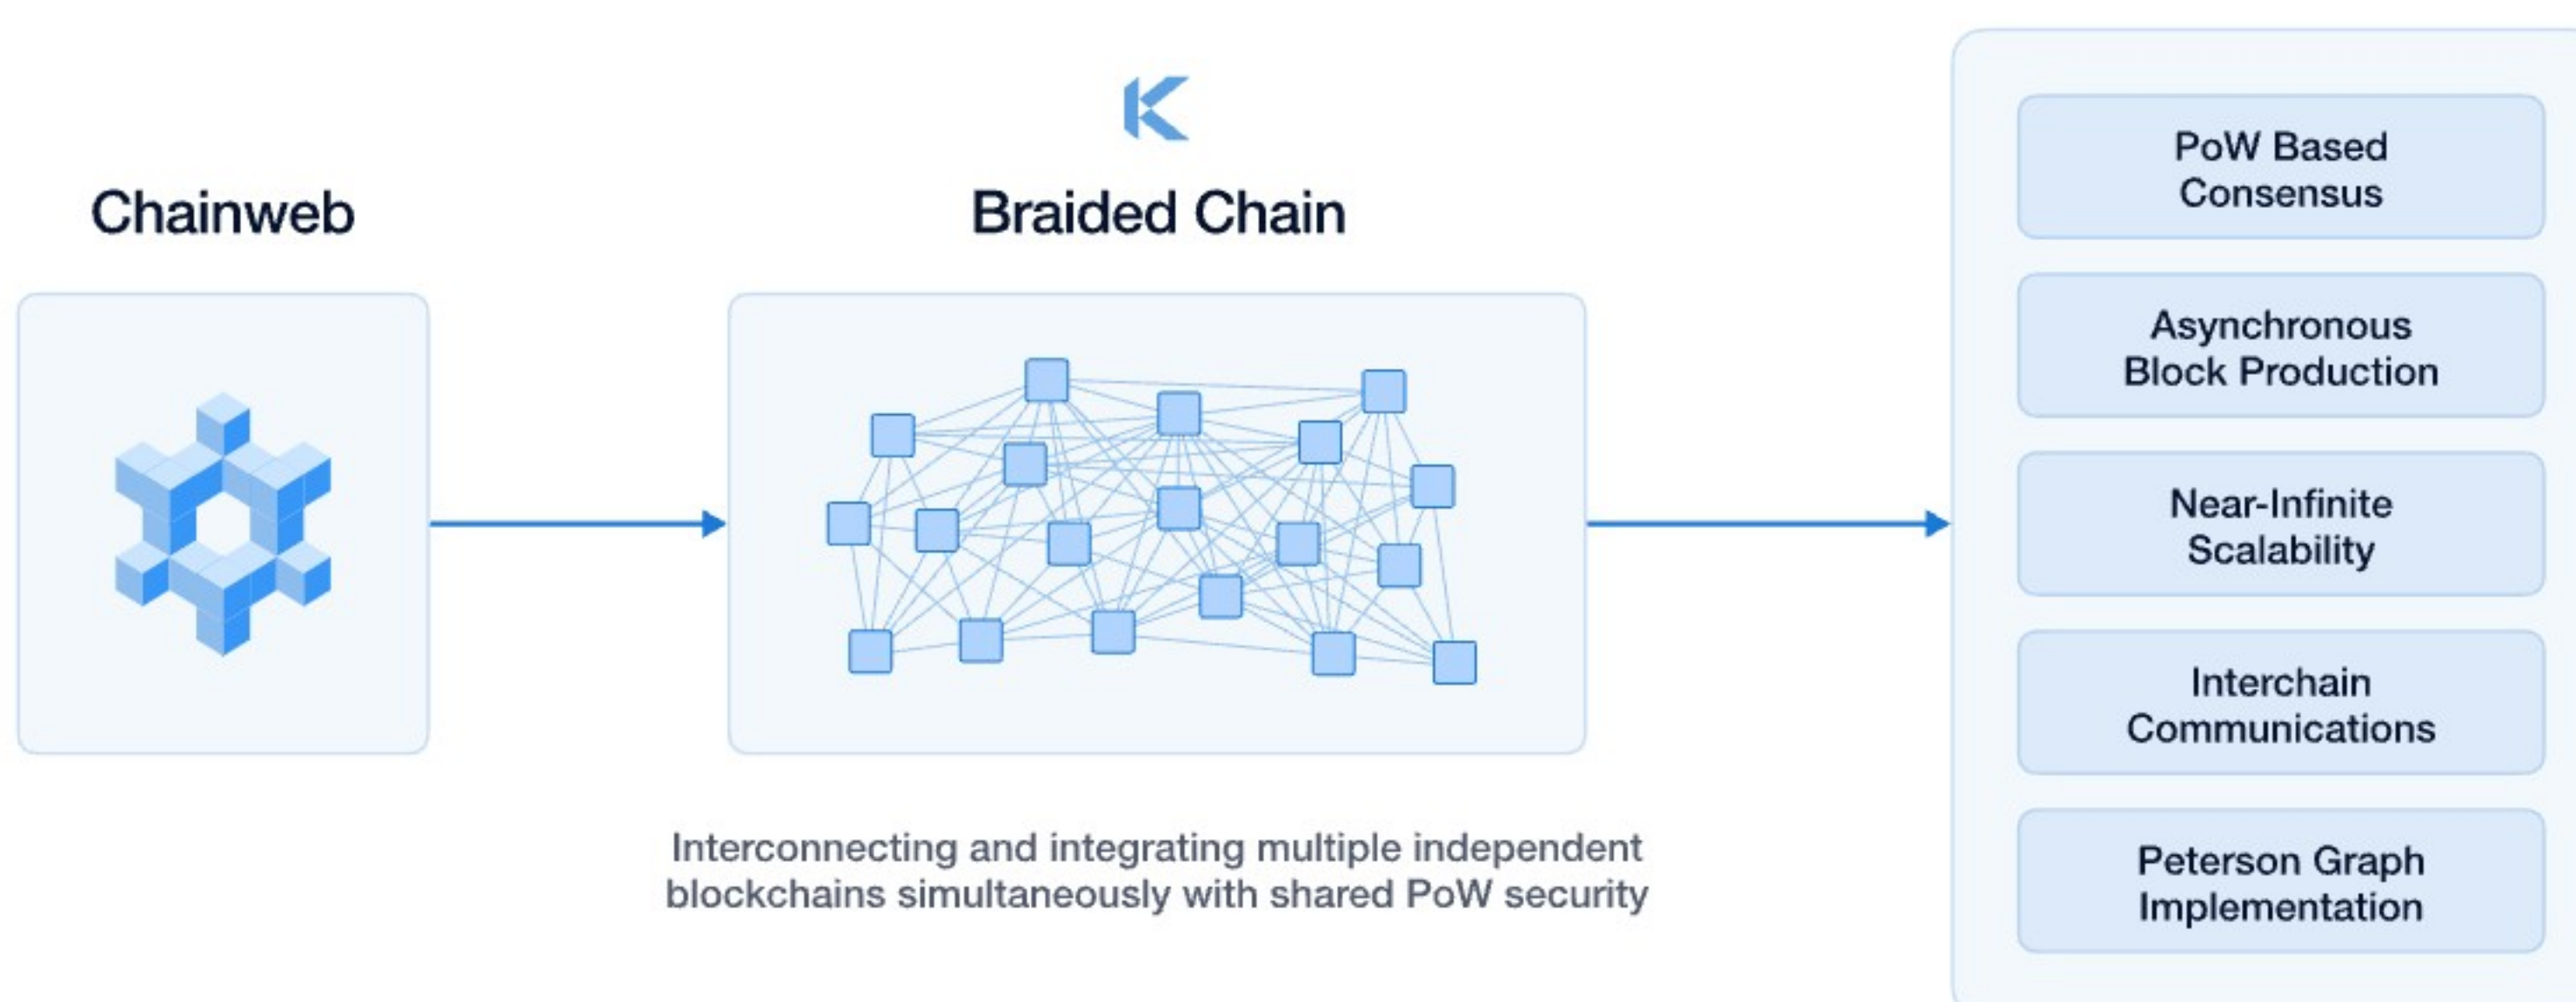 Chainweb
Braided Chain
Interconnecting and integrating multiple independent
blockchains simultaneously with shared PoW security
PoW Based
Consensus
Asynchronous
Block Production
Near-Infinite
Scalability
Interchain
Communications
Peterson Graph
Implementation